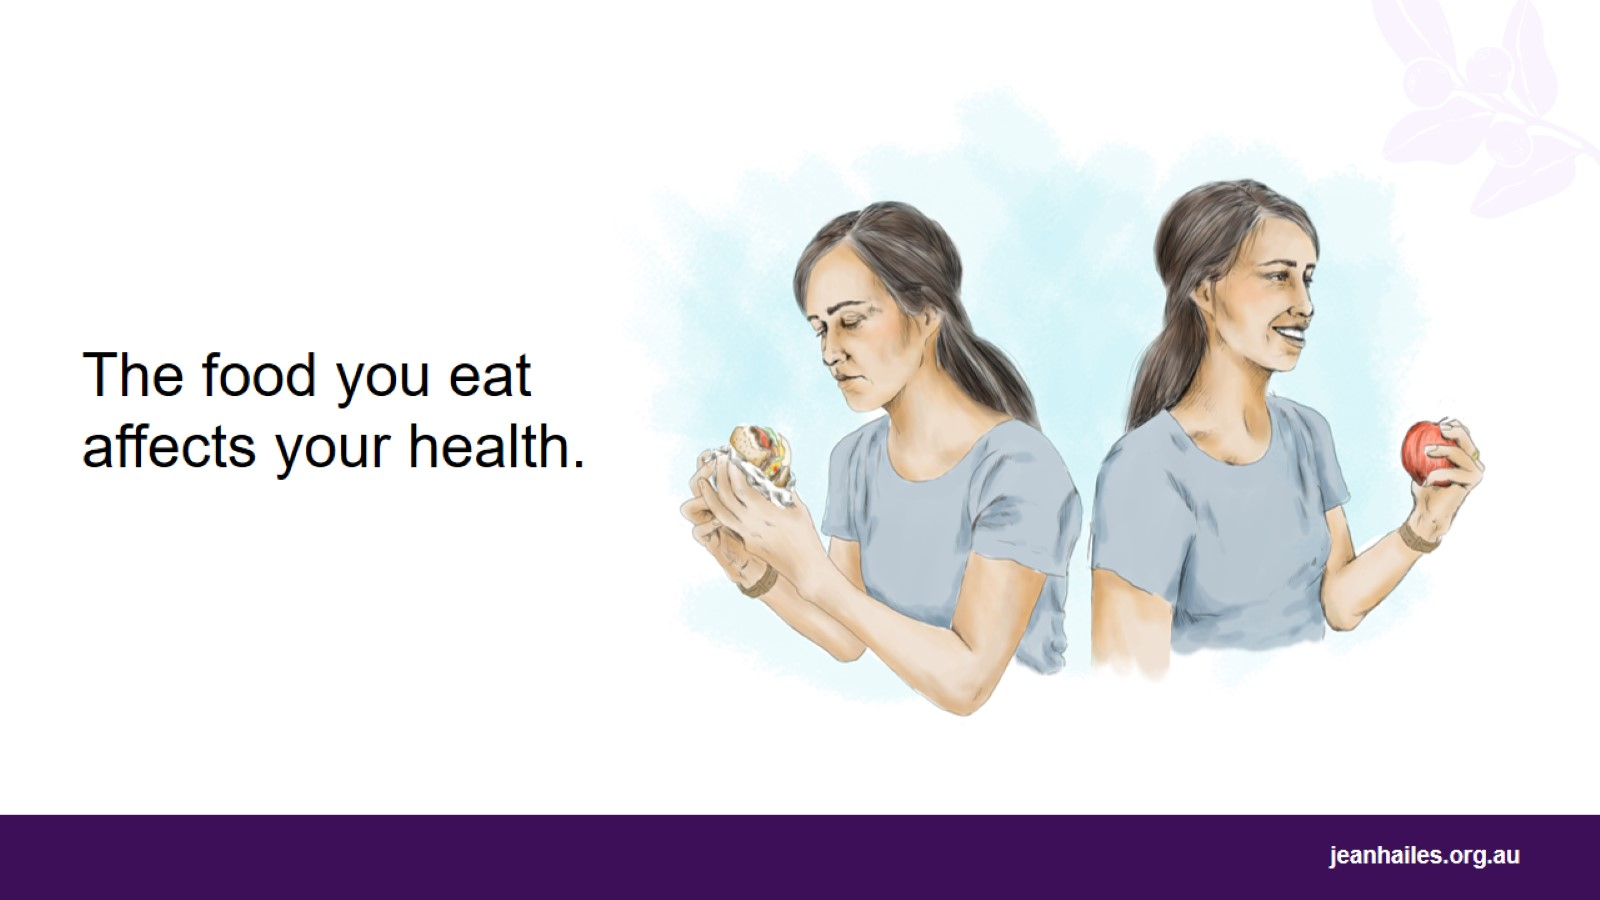 The food you eat
affects your health.
jeanhailes.org.au